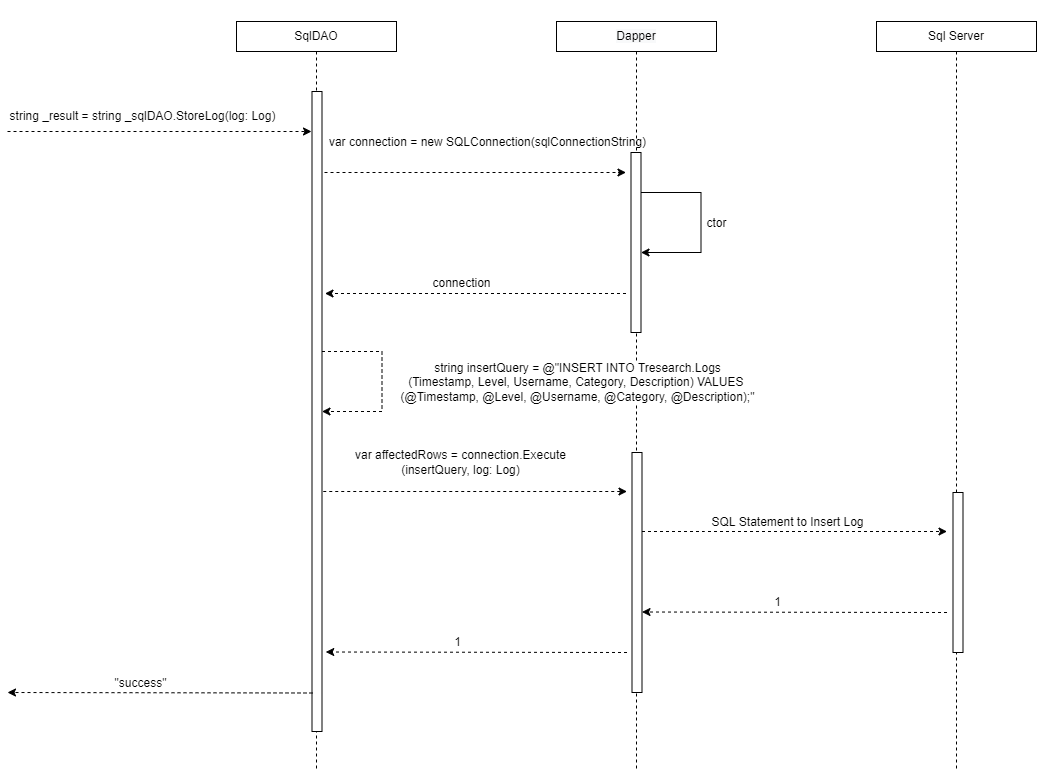 SqlDAO
Dapper
Sql Server
string _result = string _sqlDAO.StoreLog(log: Log)
var connection = new SQLConnection(sqlConnectionString)
ctor
connection
string insertQuery = @"INSERT INTO Tresearch.Logs
(Timestamp, Level, Username, Category, Description) VALUES
(@Timestamp, @Level, @Username, @Category, @Description);"
var affectedRows = connection.Execute
(insertQuery, log: Log)
SQL Statement to Insert Log
1
1
"success"